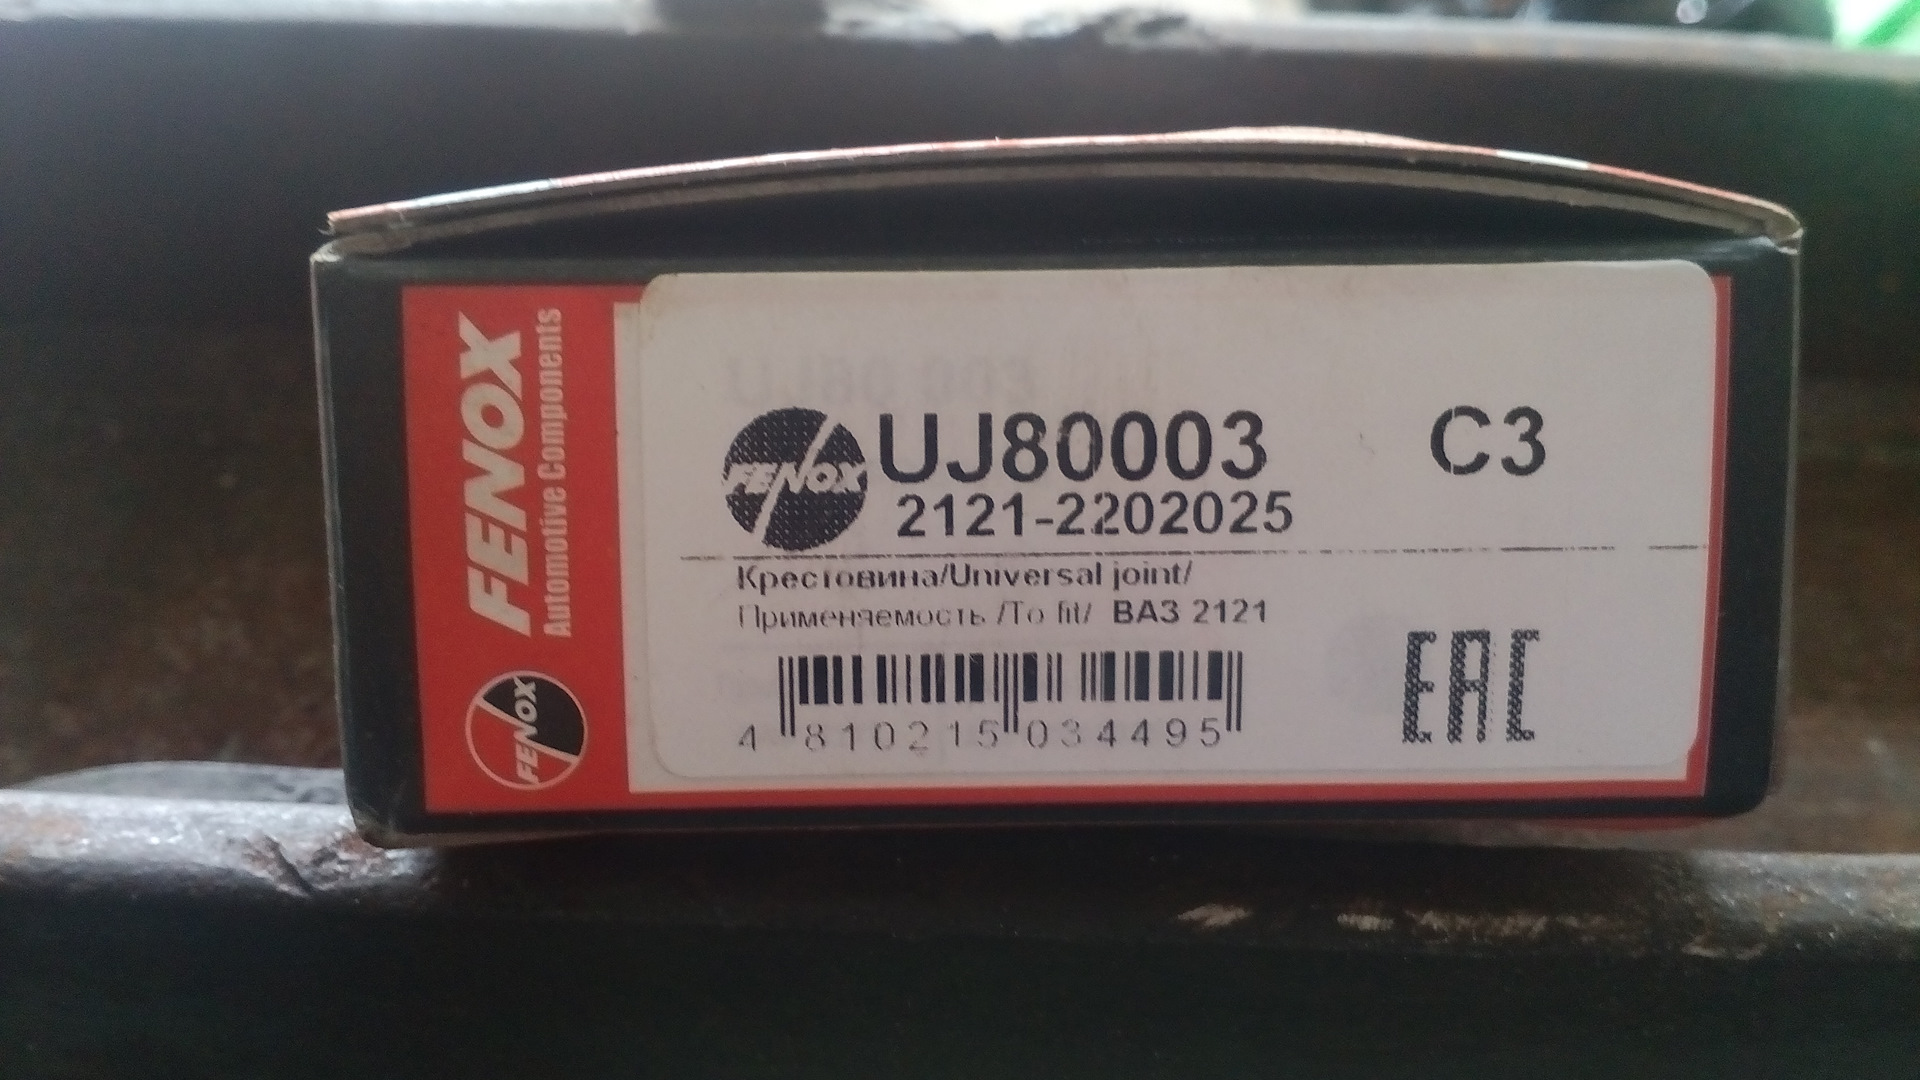 FENOX
Automotive Components
FENOX
FENOX
UJ80003 C3
2121-2202025
Крестовина/Universal joint/
Применяемость /To fit/ ВАЗ 2121
4 810215 034495
EAC